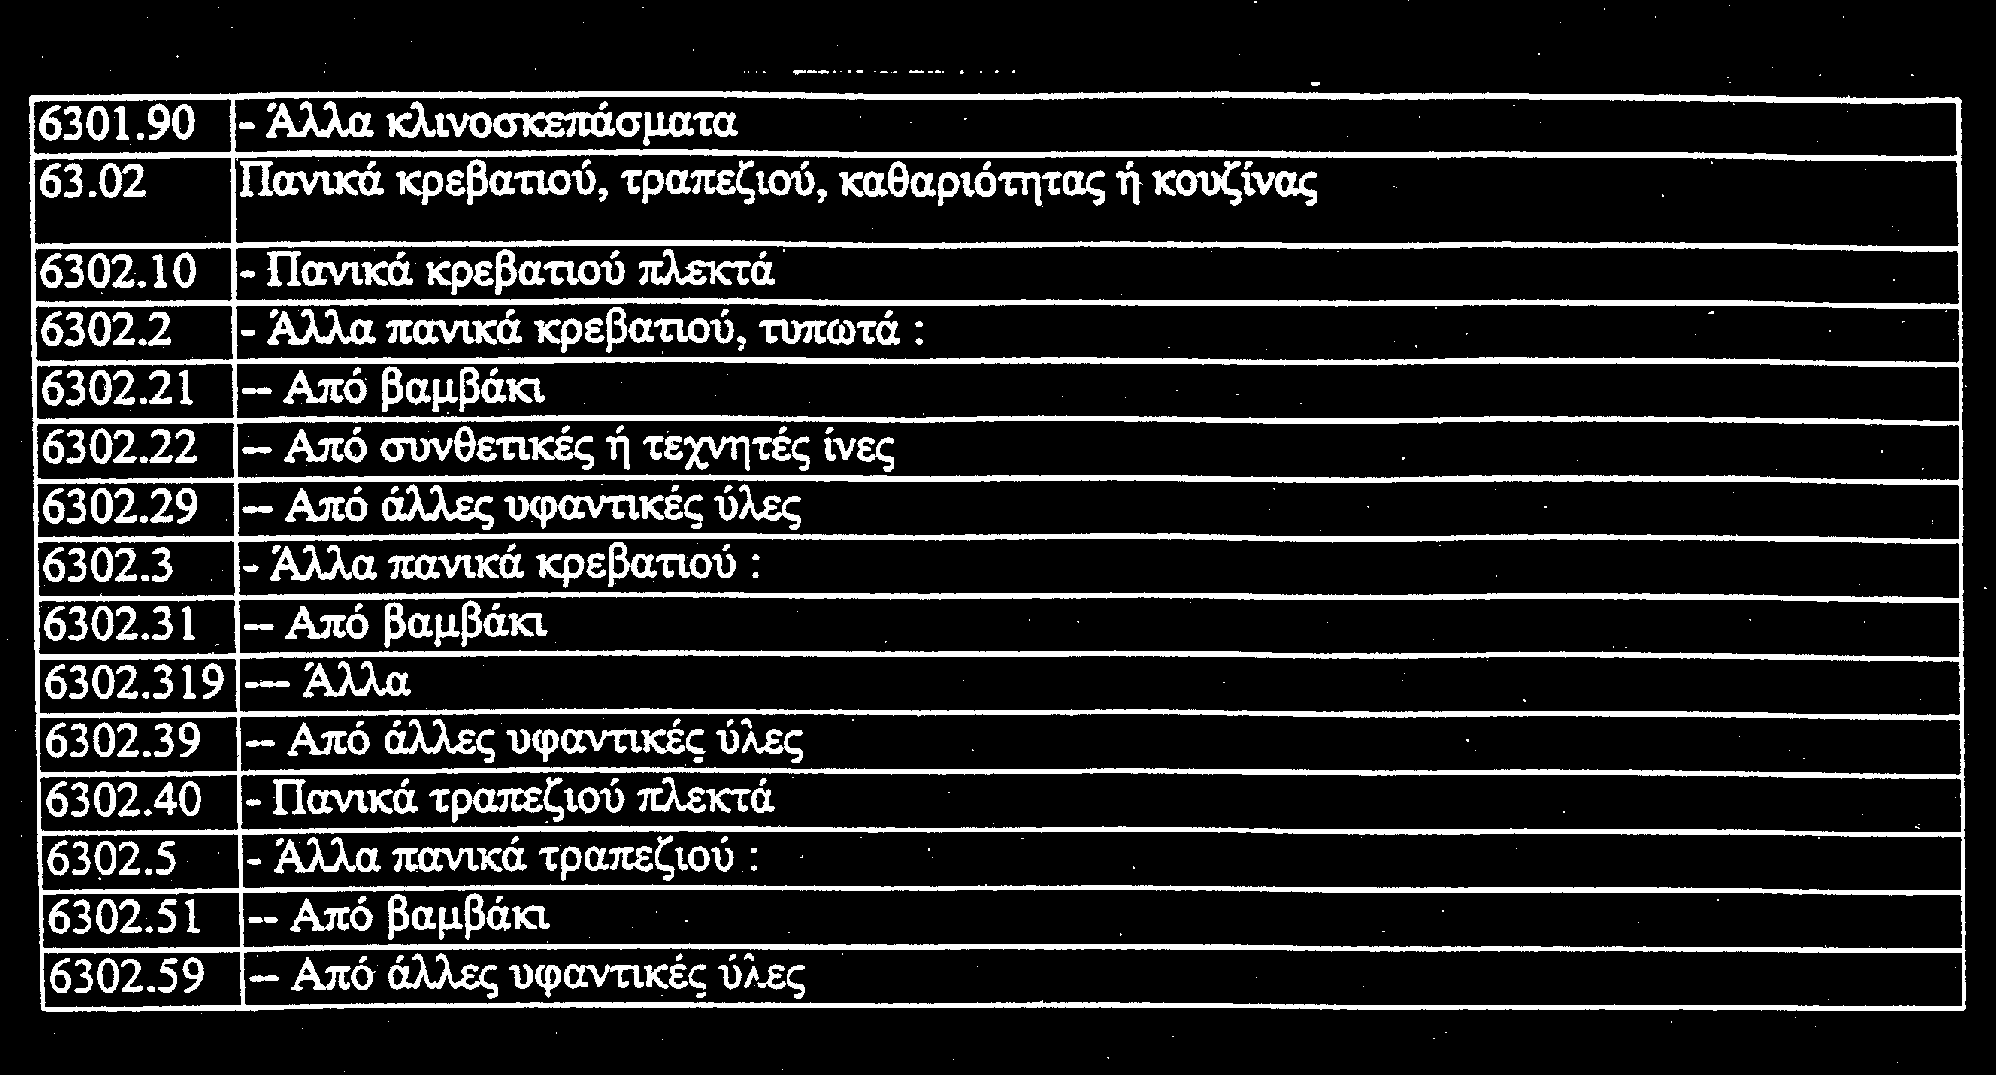 6301.90 - Άλλα κλινοσκεπάσματα
63.02 Πανικά κρεβατιού, τραπεζιού, καθαριότητας ή κουζίνας
6302.10 - Πανικά κρεβατιού πλεκτά
6302.2 - Άλλα πανικά κρεβατιού, τυπωτά :
6302.21 -- Από βαμβάκι
6302.22 -- Από συνθετικές ή τεχνητές ίνες
6302.29 -- Από άλλες υφαντικές ύλες
6302.3 - Άλλα πανικά κρεβατιού :
6302.31 -- Από βαμβάκι
6302.319 --- Άλλα
6302.39 -- Από άλλες υφαντικές ύλες
6302.40 - Πανικά τραπεζιού πλεκτά
6302.5 - Άλλα πανικά τραπεζιού :
6302.51 -- Από βαμβάκι
6302.59 -- Από άλλες υφαντικές ύλες